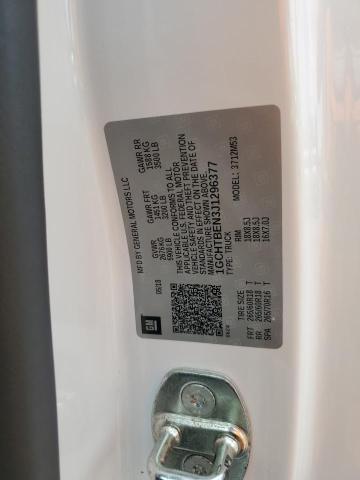 MFD BY GENERAL MOTORS LLC
05/18 GVWR GAWR FRT GAWR RR
2676 KG 1451 KG 1588 KG
5900 LB 3200 LB 3500 LB
THIS VEHICLE CONFORMS TO ALL
APPLICABLE U.S. FEDERAL MOTOR
VEHICLE SAFETY AND THEFT PREVENTION
STANDARDS IN EFFECT ON THE DATE OF
MANUFACTURE SHOWN ABOVE.
1GCHTBEN3J1296377
TYPE: TRUCK MODEL: 3712M53
TIRE SIZE RIM
FRT 265/60R18 T 18X8.5J
RR 265/60R18 T 18X8.5J
SPA 265/70R16 T 16X7.0J
GM